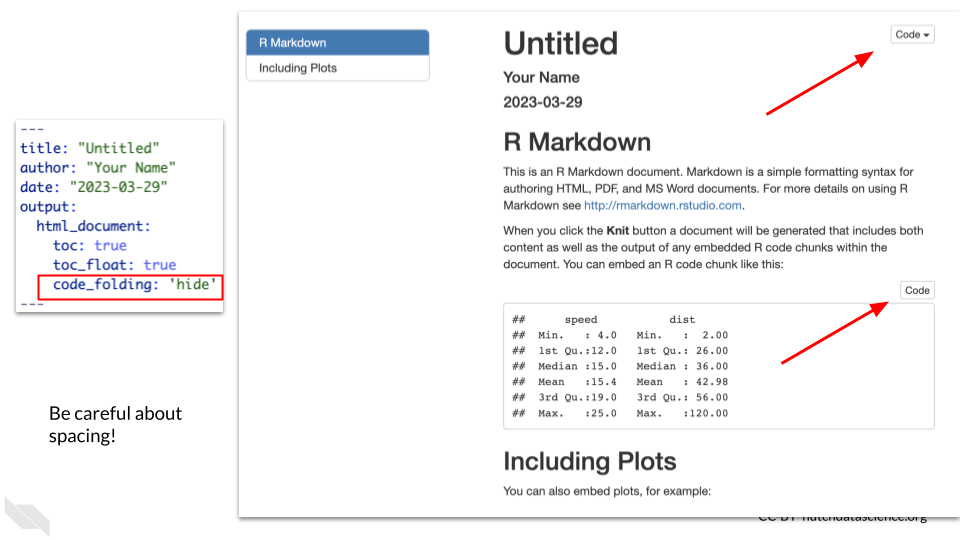 ---
title: "Untitled"
author: "Your Name"
date: "2023-03-29"
output:
  html_document:
    toc: true
    toc_float: true
    code_folding: 'hide'
---
Be careful about
spacing!
R Markdown
Including Plots
Code
Untitled
Your Name
2023-03-29
R Markdown
This is an R Markdown document. Markdown is a simple formatting syntax for
authoring HTML, PDF, and MS Word documents. For more details on using R
Markdown see http://rmarkdown.rstudio.com.
When you click the Knit button a document will be generated that includes both
content as well as the output of any embedded R code chunks within the
document. You can embed an R code chunk like this:
Code
##      speed           dist
##  Min.   : 4.0   Min.   :  2.00
##  1st Qu.:12.0   1st Qu.: 26.00
##  Median :15.0   Median : 36.00
##  Mean   :15.4   Mean   : 42.98
##  3rd Qu.:19.0   3rd Qu.: 56.00
##  Max.   :25.0   Max.   :120.00
Including Plots
You can also embed plots, for example:
CC-BY hutchdatascience.org